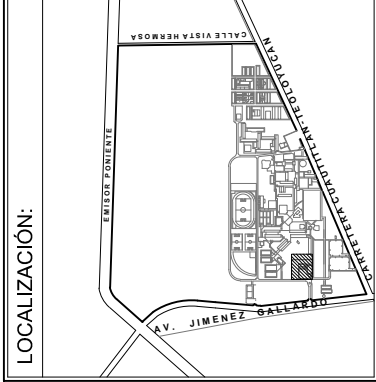 LOCALIZACIÓN:
CALLE VISTA HERMOSA
EMISOR PONIENTE
CARRETERA CUAUTITLAN-TEOLOYUCAN
AV. JIMENEZ GALLARDO